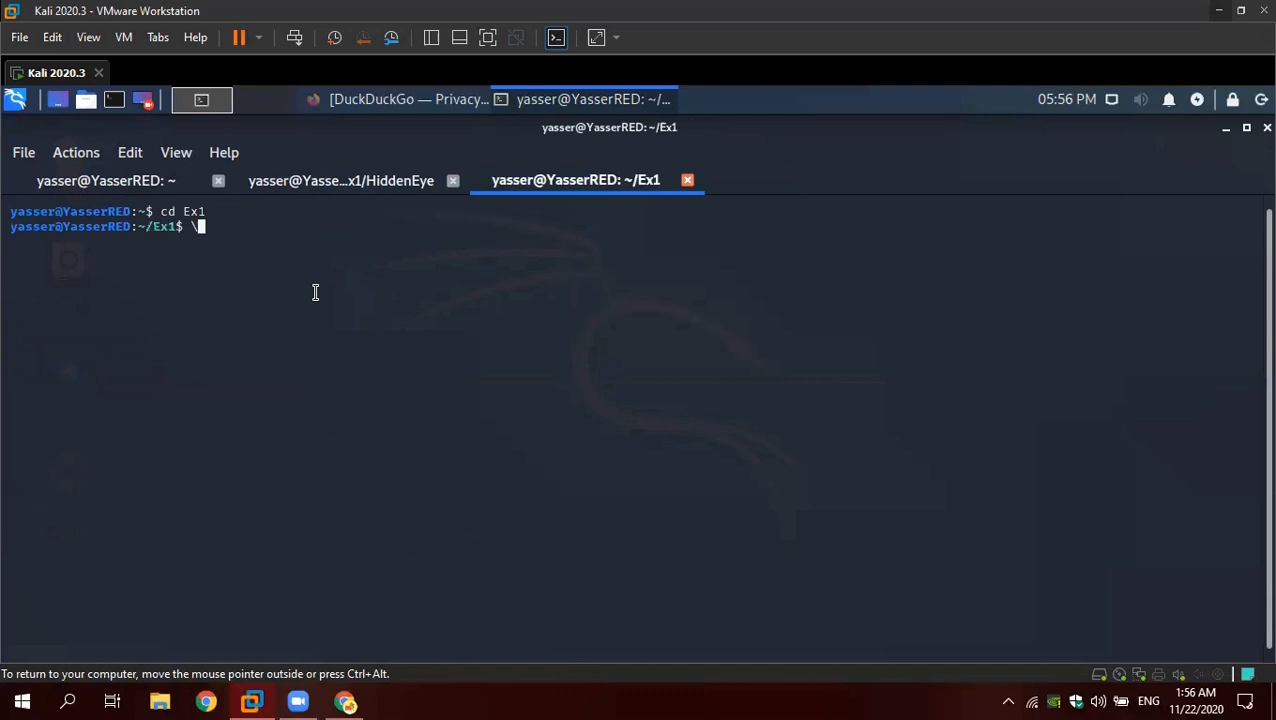 Kali 2020.3 - VMware Workstation
File Edit View VM Tabs Help
Kali 2020.3
[DuckDuckGo — Privacy... yasser@YasserRED: ~/... 05:56 PM
yasser@YasserRED: ~/Ex1
File Actions Edit View Help
yasser@YasserRED: ~ yasser@Yasse...x1/HiddenEye yasser@YasserRED: ~/Ex1
yasser@YasserRED:~$ cd Ex1
yasser@YasserRED:~/Ex1$ \
To return to your computer, move the mouse pointer outside or press Ctrl+Alt.
ENG
1:56 AM
11/22/2020